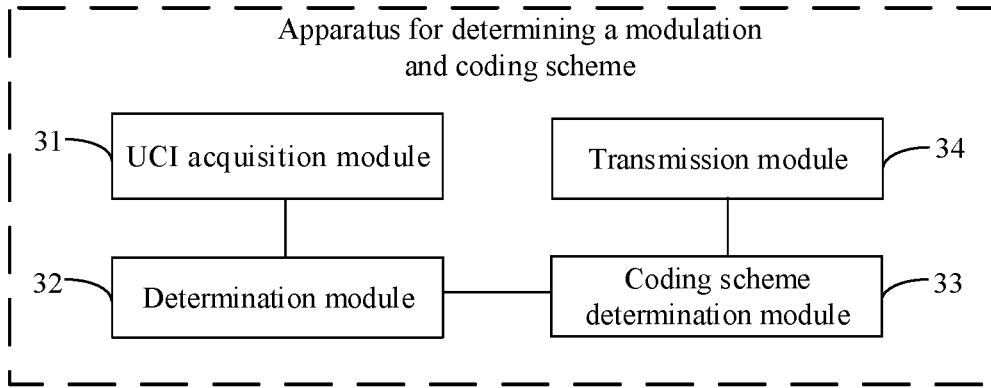 Apparatus for determining a modulation
and coding scheme
31
UCI acquisition module
Transmission module
34
32
Determination module
Coding scheme
determination module
33